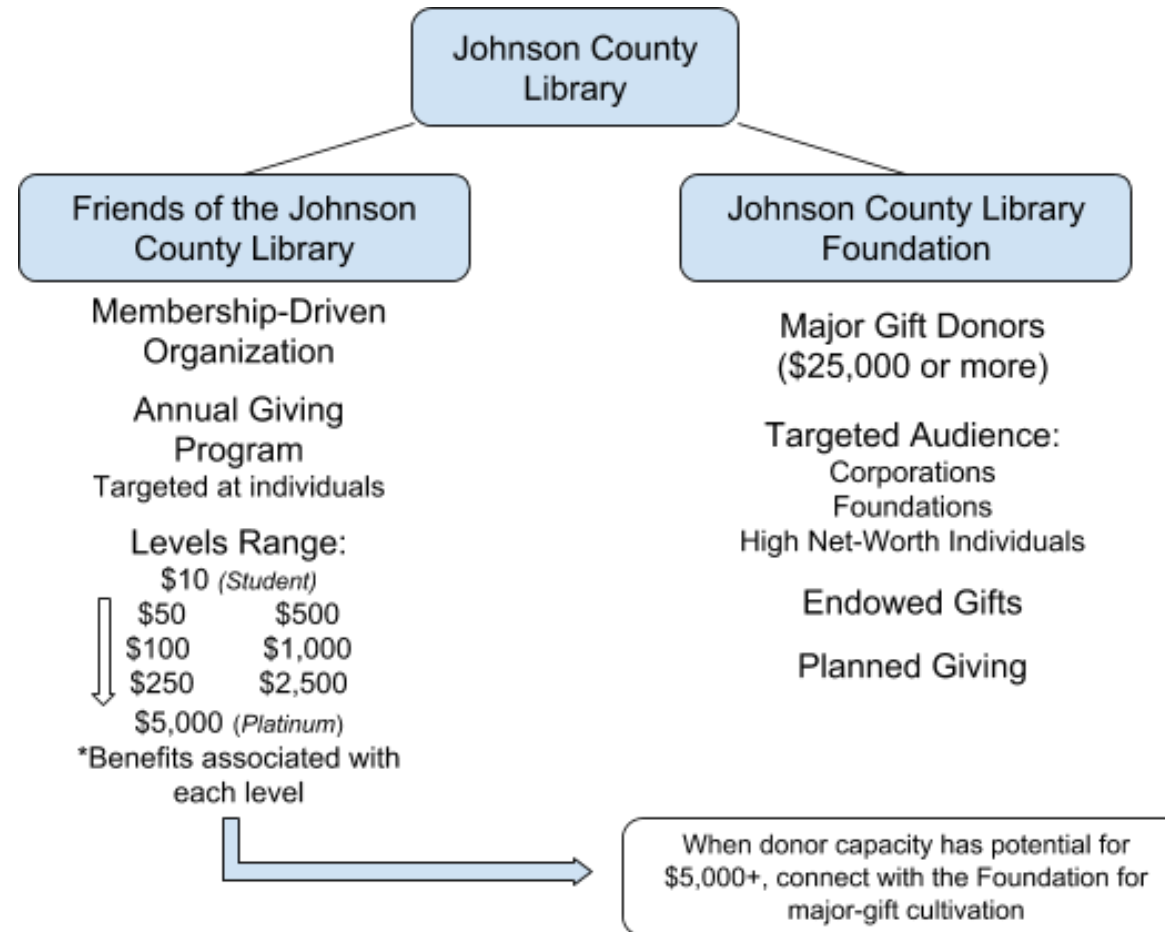 Johnson County
Library
Friends of the Johnson
County Library
Membership-Driven
Organization
Annual Giving
Program
Targeted at individuals
Levels Range:
$10 (Student)
$50 $500
$100 $1,000
$250 $2,500
$5,000 (Platinum)
*Benefits associated with
each level
Johnson County Library
Foundation
Major Gift Donors
($25,000 or more)
Targeted Audience:
Corporations
Foundations
High Net-Worth Individuals
Endowed Gifts
Planned Giving
When donor capacity has potential for
$5,000+, connect with the Foundation for
major-gift cultivation